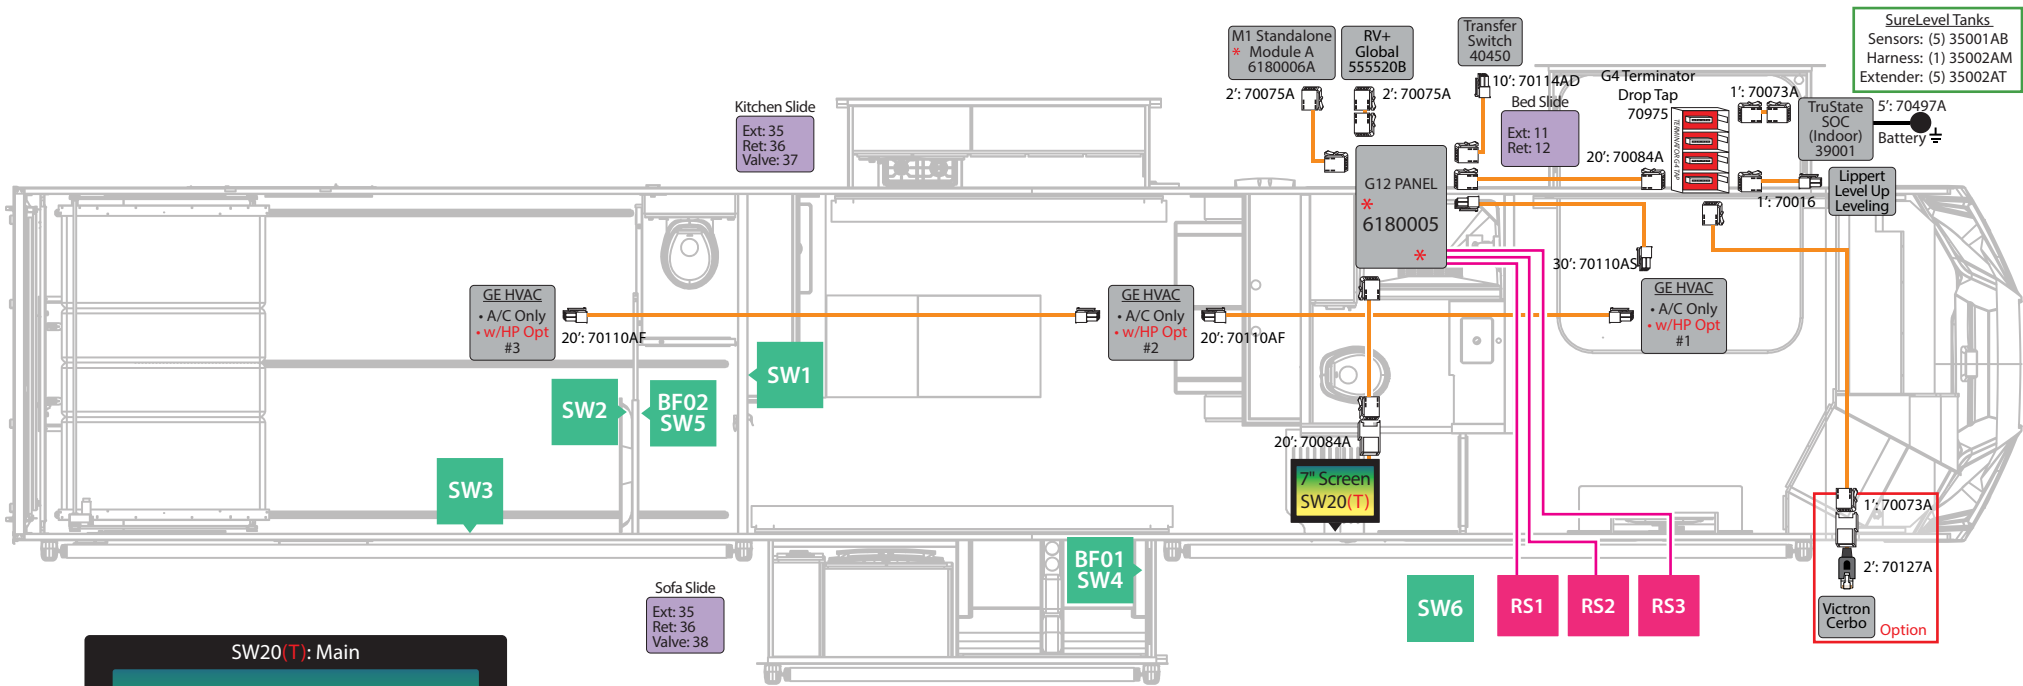 SureLevel Tanks
Sensors: (5) 35001AB
Harness: (1) 35002AM
Extender: (5) 35002AT
M1 Standalone
* Module A
6180006A
RV+
Global
555520B
Transfer
Switch
40450
2': 70075A
2': 70075A
10': 70114AD
G4 Terminator
Drop Tap
70975
TERMINATOR G4 TAP
1': 70073A
TruState
SOC
(Indoor)
39001
5': 70497A
Battery
Kitchen Slide
Ext: 35
Ret: 36
Valve: 37
Bed Slide
Ext: 11
Ret: 12
20': 70084A
1': 70016
Lippert
Level Up
Leveling
G12 PANEL
*
6180005
*
30': 70110AS
GE HVAC
• A/C Only
• w/HP Opt
#3
20': 70110AF
GE HVAC
• A/C Only
• w/HP Opt
#2
20': 70110AF
GE HVAC
• A/C Only
• w/HP Opt
#1
SW1
SW2
BF02
SW5
SW3
20': 70084A
7" Screen
SW20(T)
BF01
SW4
SW6
RS1
RS2
RS3
1': 70073A
2': 70127A
Victron
Cerbo
Option
Sofa Slide
Ext: 35
Ret: 36
Valve: 38
SW20(T): Main